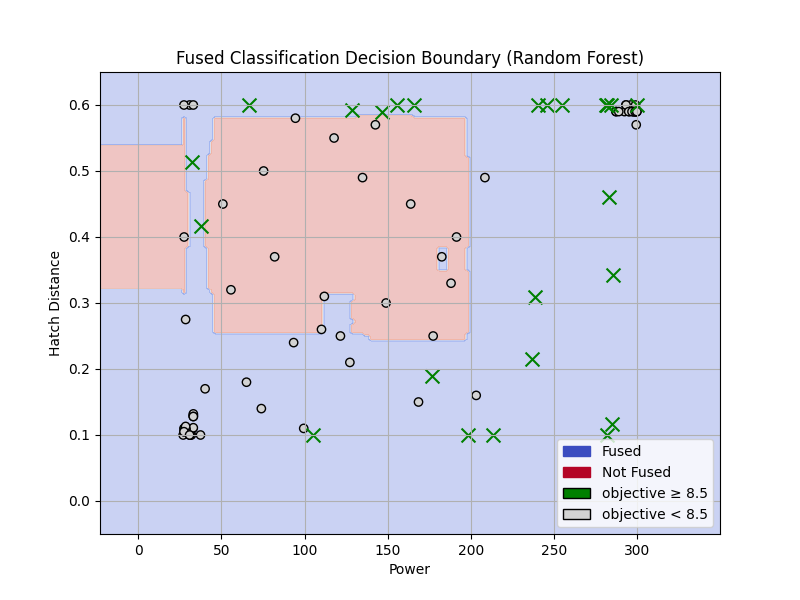 Fused Classification Decision Boundary (Random Forest)
Hatch Distance
0.6
0.5
0.4
0.3
0.2
0.1
0.0
Fused
Not Fused
objective ≥ 8.5
objective < 8.5
0
50
100
150
200
250
300
Power